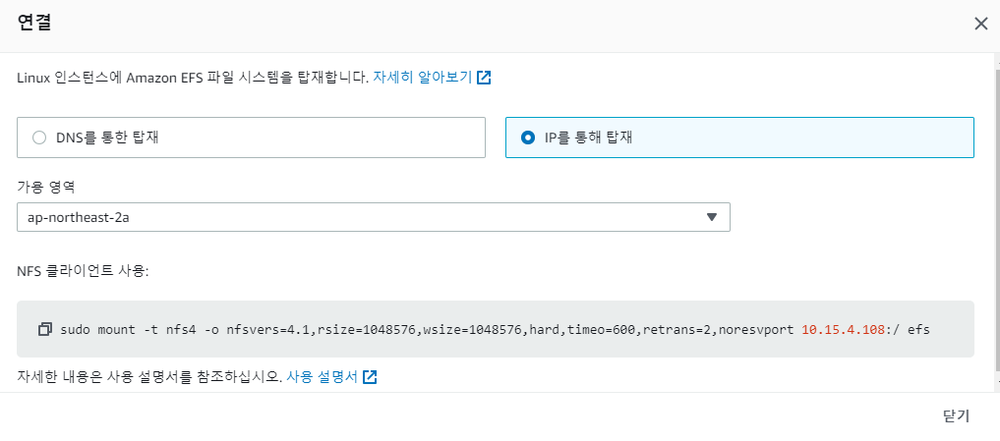 연결
Linux 인스턴스에 Amazon EFS 파일 시스템을 탑재합니다. 자세히 알아보기
DNS를 통한 탑재
IP를 통해 탑재
가용 영역
ap-northeast-2a
NFS 클라이언트 사용:
sudo mount -t nfs4 -o nfsvers=4.1,rsize=1048576,wsize=1048576,hard,timeo=600,retrans=2,noresvport 10.15.4.108:/ efs
자세한 내용은 사용 설명서를 참조하십시오. 사용 설명서
닫기